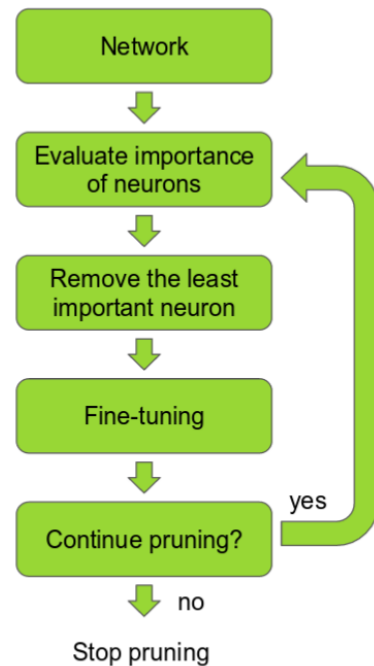 Network
Evaluate importance
of neurons
Remove the least
important neuron
Fine-tuning
yes
Continue pruning?
no
Stop pruning